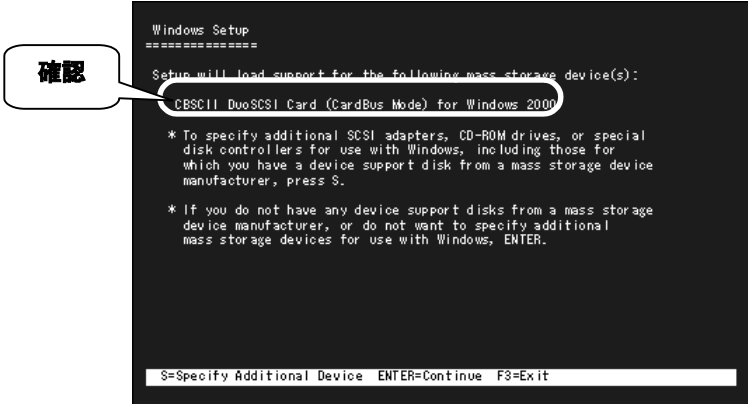 Windows Setup
===============
確認
Setup will load support for the following mass storage device(s):
CBSCII DuoSCSI Card (CardBus Mode) for Windows 2000
* To specify additional SCSI adapters, CD-ROM drives, or special
disk controllers for use with Windows, including those for
which you have a device support disk from a mass storage device
manufacturer, press S.
* If you do not have any device support disks from a mass storage
device manufacturer, or do not want to specify additional
mass storage devices for use with Windows, ENTER.
S=Specify Additional Device ENTER=Continue F3=Exit